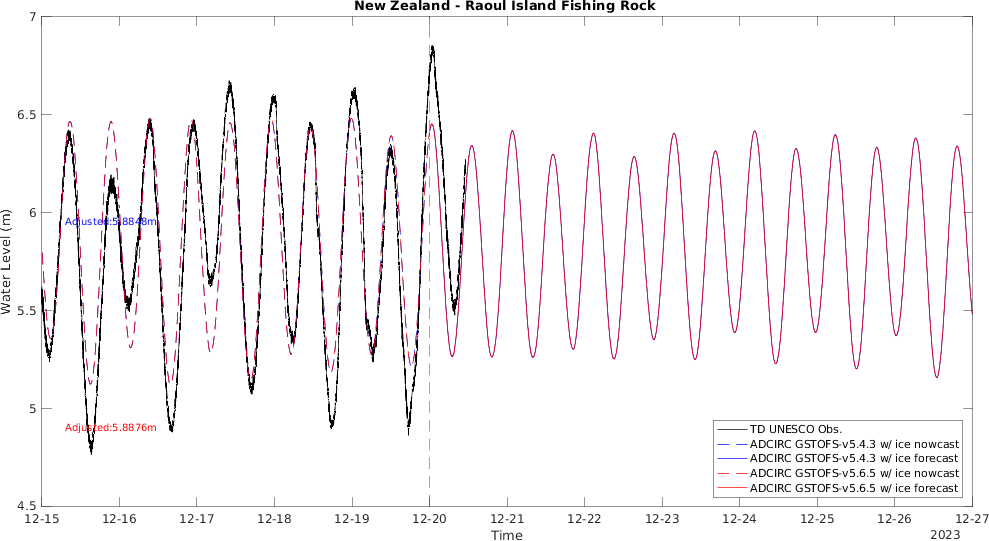 New Zealand - Raoul Island Fishing Rock
7
6.5
6
5.5
5
4.5
Water Level (m)
Adjusted:5.8848m
Adjusted:5.8876m
TD UNESCO Obs.
ADCIRC GSTOFS-v5.4.3 w/ ice nowcast
ADCIRC GSTOFS-v5.4.3 w/ ice forecast
ADCIRC GSTOFS-v5.6.5 w/ ice nowcast
ADCIRC GSTOFS-v5.6.5 w/ ice forecast
12-15 12-16 12-17 12-18 12-19 12-20 12-21 12-22 12-23 12-24 12-25 12-26 12-27
Time
2023